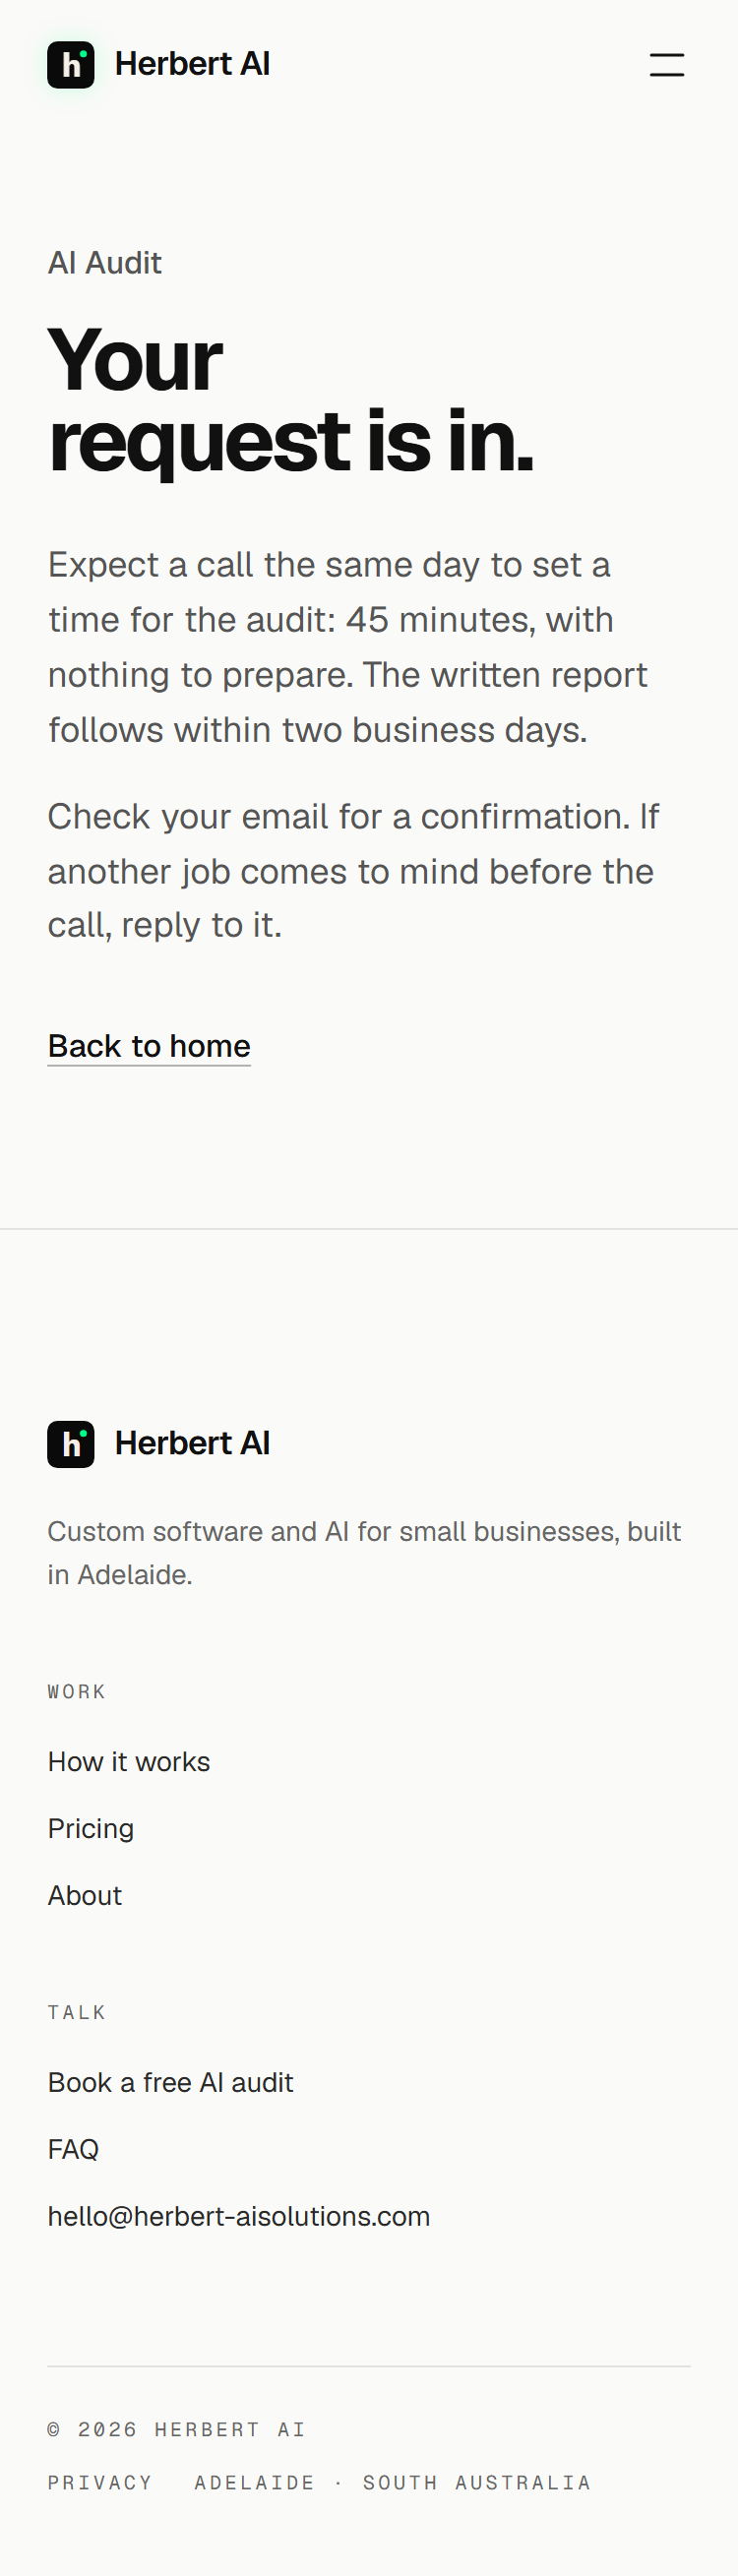 h Herbert AI
AI Audit
Your
request is in.
Expect a call the same day to set a
time for the audit: 45 minutes, with
nothing to prepare. The written report
follows within two business days.
Check your email for a confirmation. If
another job comes to mind before the
call, reply to it.
Back to home
h Herbert AI
Custom software and AI for small businesses, built
in Adelaide.
WORK
How it works
Pricing
About
TALK
Book a free AI audit
FAQ
hello@herbert-aisolutions.com
© 2026 HERBERT AI
PRIVACY ADELAIDE · SOUTH AUSTRALIA